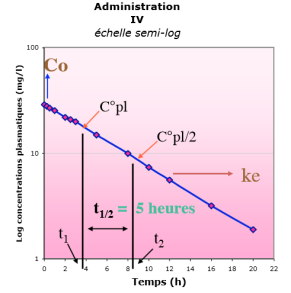 Administration
IV
échelle semi-log
Log concentrations plasmatiques (mg/l)
100
10
1
Co
C°pl
C°pl/2
ke
t1/2 = 5 heures
t1
t2
0 2 4 6 8 10 12 14 16 18 20 22
Temps (h)